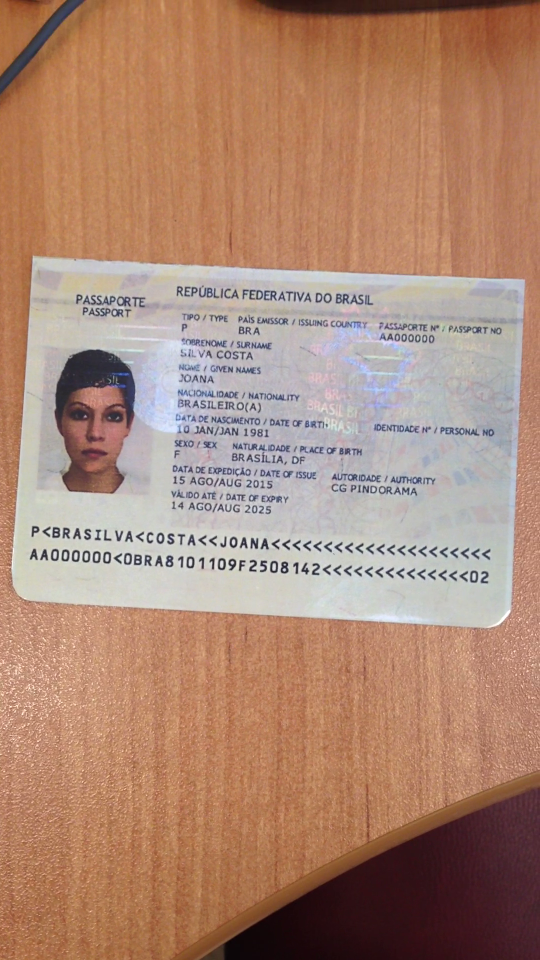 REPÚBLICA FEDERATIVA DO BRASIL
PASSAPORTE
PASSPORT
TIPO / TYPE PAÍS EMISSOR / ISSUING COUNTRY PASSAPORTE Nº / PASSPORT NO
P BRA AA000000
SOBRENOME / SURNAME
SILVA COSTA
NOME / GIVEN NAMES
JOANA
NACIONALIDADE / NATIONALITY
BRASILEIRO(A)
DATA DE NASCIMENTO / DATE OF BIRTH IDENTIDADE Nº / PERSONAL NO
10 JAN/JAN 1981
SEXO / SEX NATURALIDADE / PLACE OF BIRTH
F BRASÍLIA, DF
DATA DE EXPEDIÇÃO / DATE OF ISSUE AUTORIDADE / AUTHORITY
15 AGO/AUG 2015 CG PINDORAMA
VÁLIDO ATÉ / DATE OF EXPIRY
14 AGO/AUG 2025
P<BRASILVA<COSTA<<JOANA<<<<<<<<<<<<<<<<<<<<<
AA000000<0BRA8101109F2508142<<<<<<<<<<<<<<02